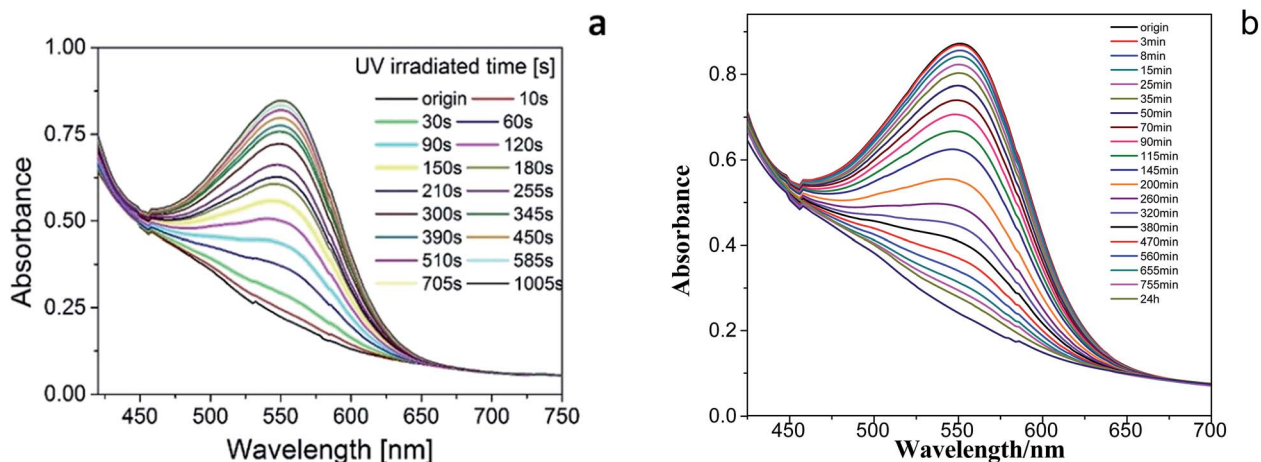 a
1.00
0.75
0.50
0.25
0.00
Absorbance
UV irradiated time [s]
origin 10s
30s 60s
90s 120s
150s 180s
210s 255s
300s 345s
390s 450s
510s 585s
705s 1005s
450 500 550 600 650 700 750
Wavelength [nm]
b
0.8
0.6
0.4
0.2
0.0
Absorbance
origin
3min
8min
15min
25min
35min
50min
70min
90min
115min
145min
200min
260min
320min
380min
470min
560min
655min
755min
24h
450 500 550 600 650 700
Wavelength/nm